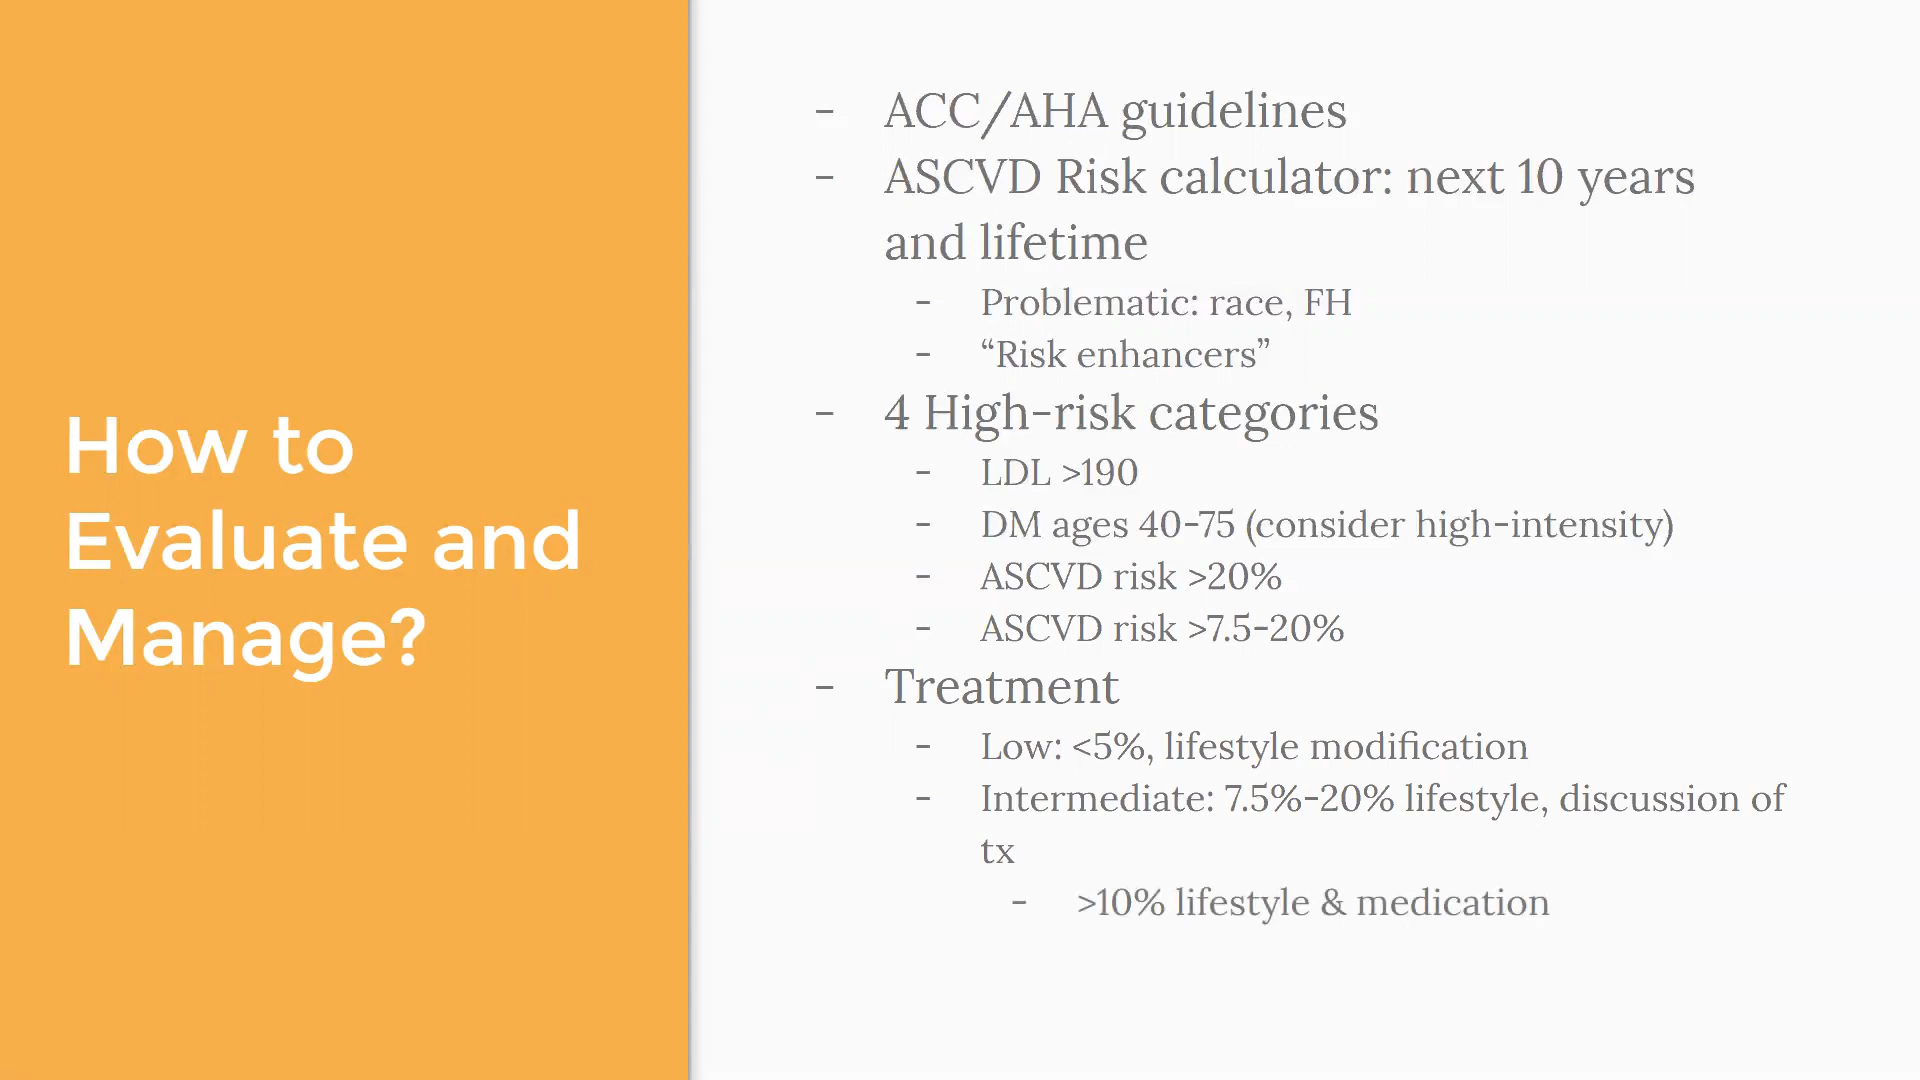 How to
Evaluate and
Manage?
- ACC/AHA guidelines
- ASCVD Risk calculator: next 10 years
and lifetime
- Problematic: race, FH
- “Risk enhancers”
- 4 High-risk categories
- LDL >190
- DM ages 40-75 (consider high-intensity)
- ASCVD risk >20%
- ASCVD risk >7.5-20%
- Treatment
- Low: <5%, lifestyle modification
- Intermediate: 7.5%-20% lifestyle, discussion of
tx
- >10% lifestyle & medication